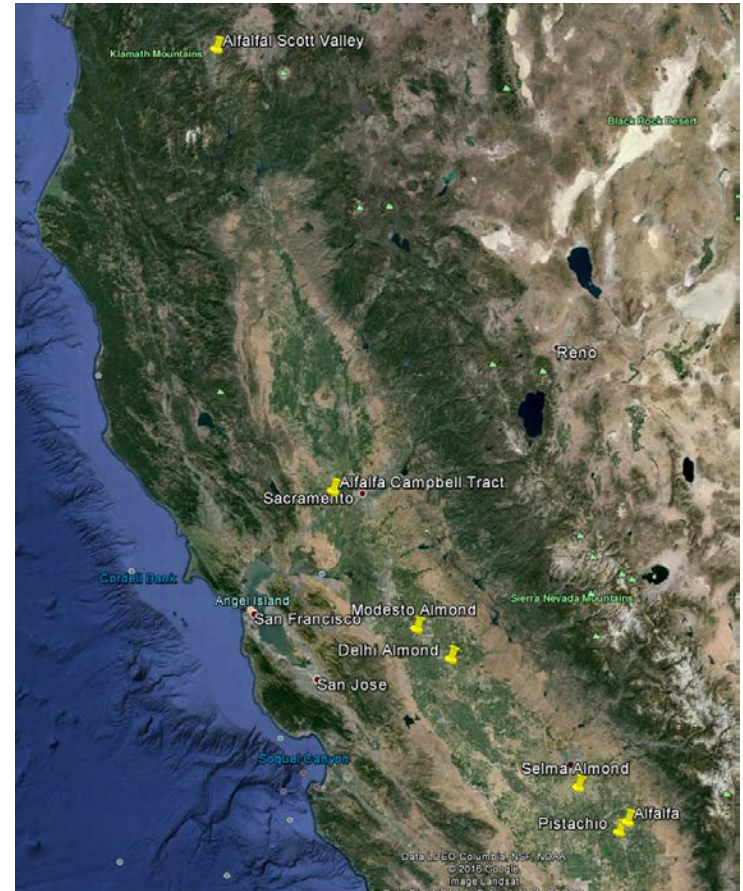 Alfalfal Scott Valley
Klamath Mountains
Black Rock Desert
Reno
Alfalfa Campbell Tract
Sacramento
Cordell Bank
Angel Island
San Francisco
Modesto Almond
Sierra Nevada Mountains
Delhi Almond
San Jose
Soquel Canyon
Selma Almond
Alfalfa
Pistachio
Data LDEO-Columbia, NSF, NOAA
© 2016 Google
Image Landsat